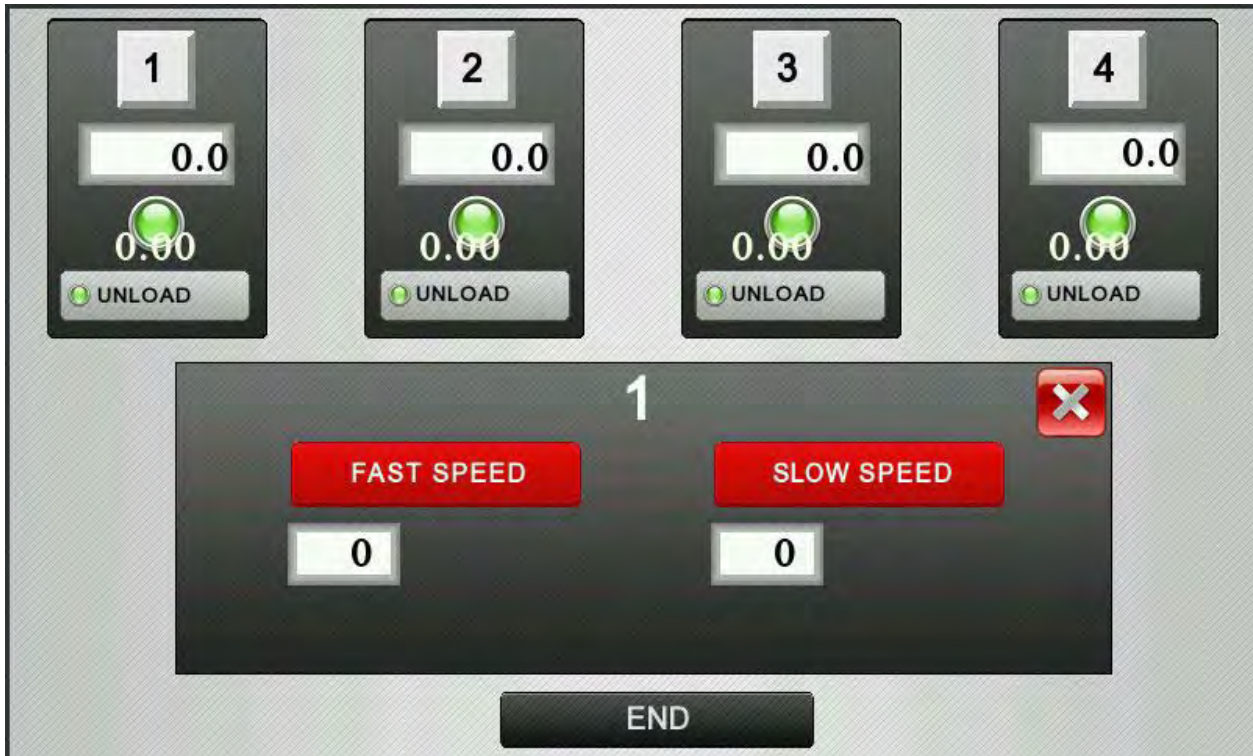 1 2 3 4
0.0 0.0 0.0 0.0
0.00 0.00 0.00 0.00
UNLOAD UNLOAD UNLOAD UNLOAD
1
FAST SPEED SLOW SPEED
0 0
END